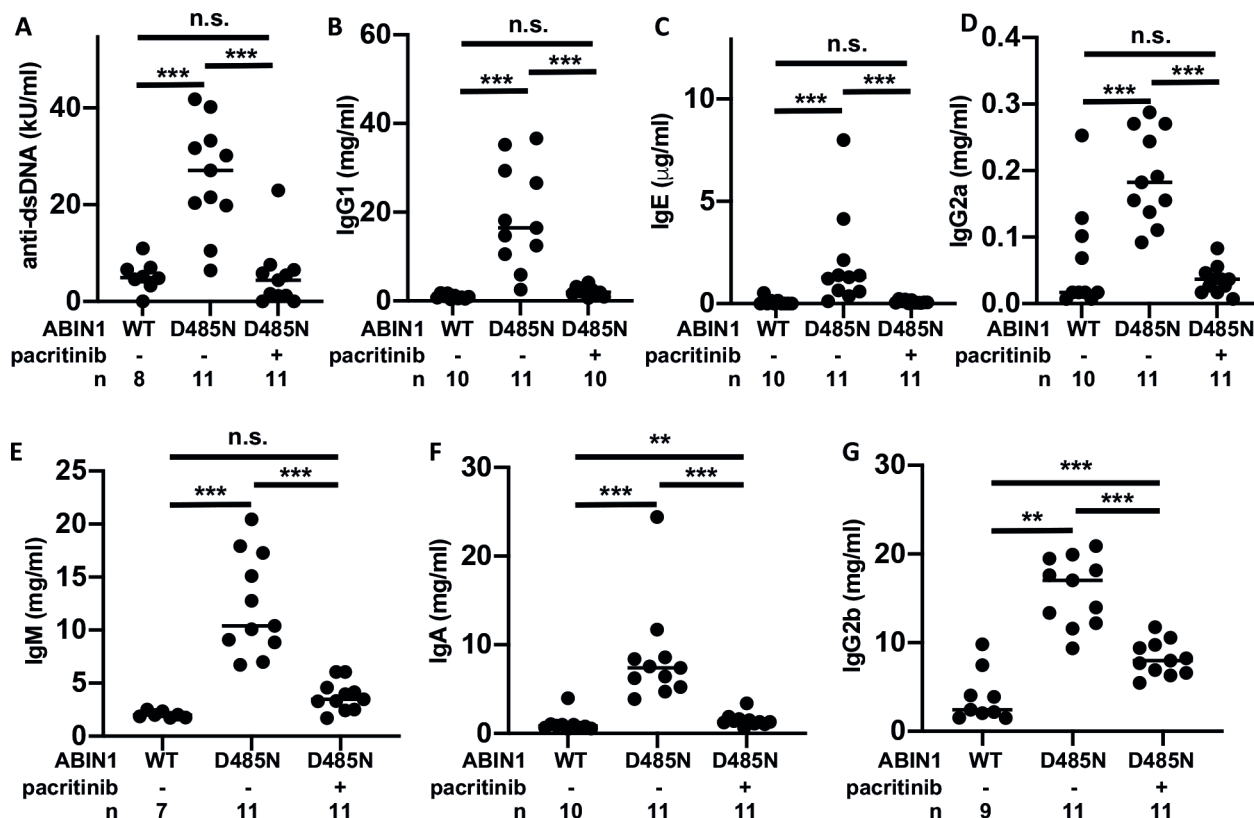 A
n.s.
***
***
anti-dsDNA (kU/ml)
40
20
0
ABIN1 WT D485N D485N
pacritinib - - +
n 8 11 11
B
n.s.
***
***
IgG1 (mg/ml)
60
40
20
0
ABIN1 WT D485N D485N
pacritinib - - +
n 10 11 10
C
n.s.
***
***
IgE (μg/ml)
10
5
0
ABIN1 WT D485N D485N
pacritinib - - +
n 10 11 11
D
n.s.
***
***
IgG2a (mg/ml)
0.4
0.3
0.2
0.1
0.0
ABIN1 WT D485N D485N
pacritinib - - +
n 10 11 11
E
n.s.
***
***
IgM (mg/ml)
25
20
15
10
5
0
ABIN1 WT D485N D485N
pacritinib - - +
n 7 11 11
F
**
***
***
IgA (mg/ml)
30
20
10
0
ABIN1 WT D485N D485N
pacritinib - - +
n 10 11 11
G
***
***
**
IgG2b (mg/ml)
30
20
10
0
ABIN1 WT D485N D485N
pacritinib - - +
n 9 11 11